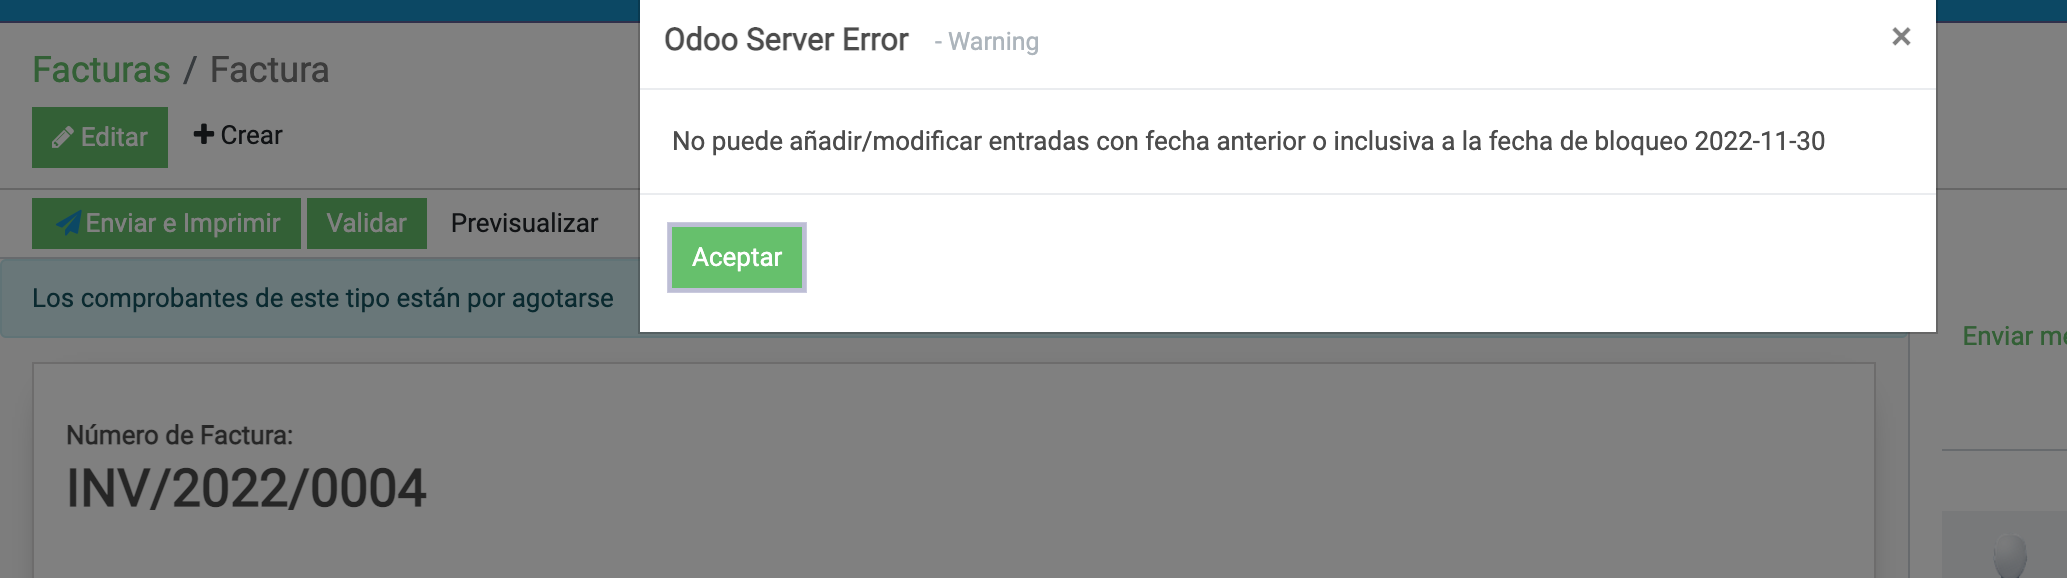 Odoo Server Error - Warning ×
Facturas / Factura
Editar Crear
No puede añadir/modificar entradas con fecha anterior o inclusiva a la fecha de bloqueo 2022-11-30
Enviar e Imprimir Validar Previsualizar
Aceptar
Los comprobantes de este tipo están por agotarse
Enviar
Número de Factura:
INV/2022/0004